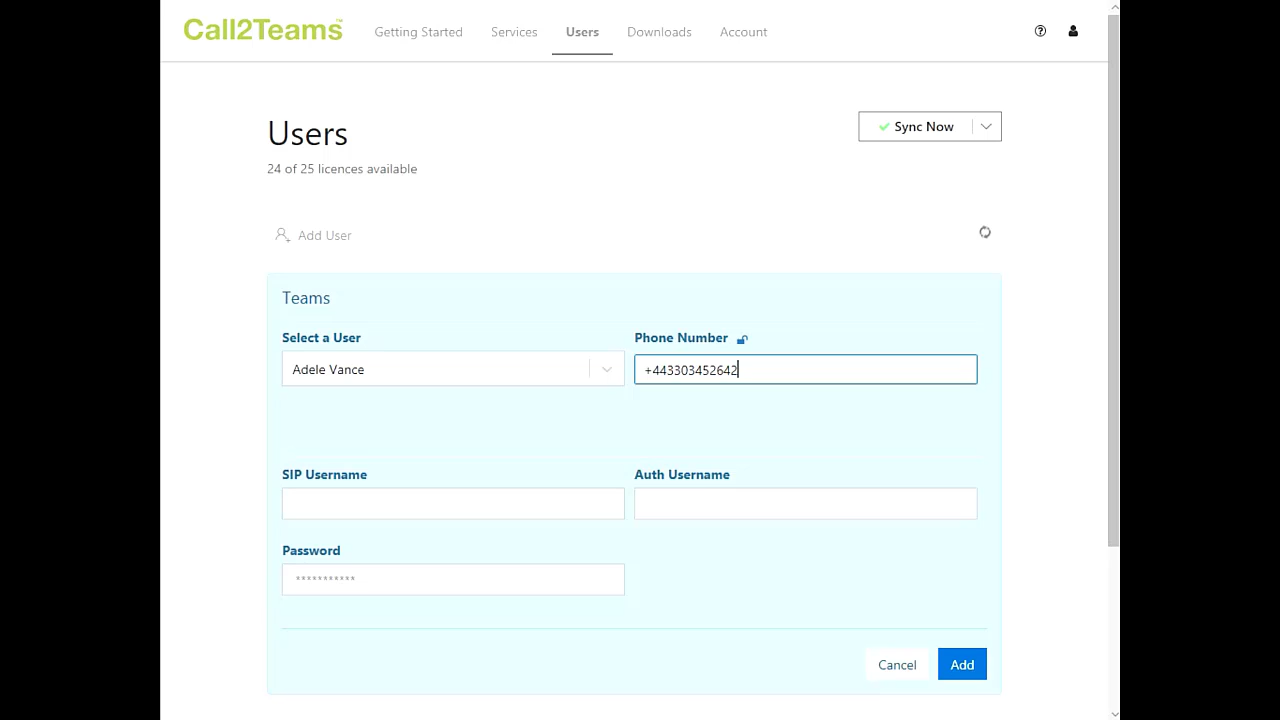 Call2Teams™ Getting Started Services Users Downloads Account
Users
Sync Now
24 of 25 licences available
Add User
Teams
Select a User Phone Number
Adele Vance +443303452642
SIP Username Auth Username
Password
***********
Cancel Add